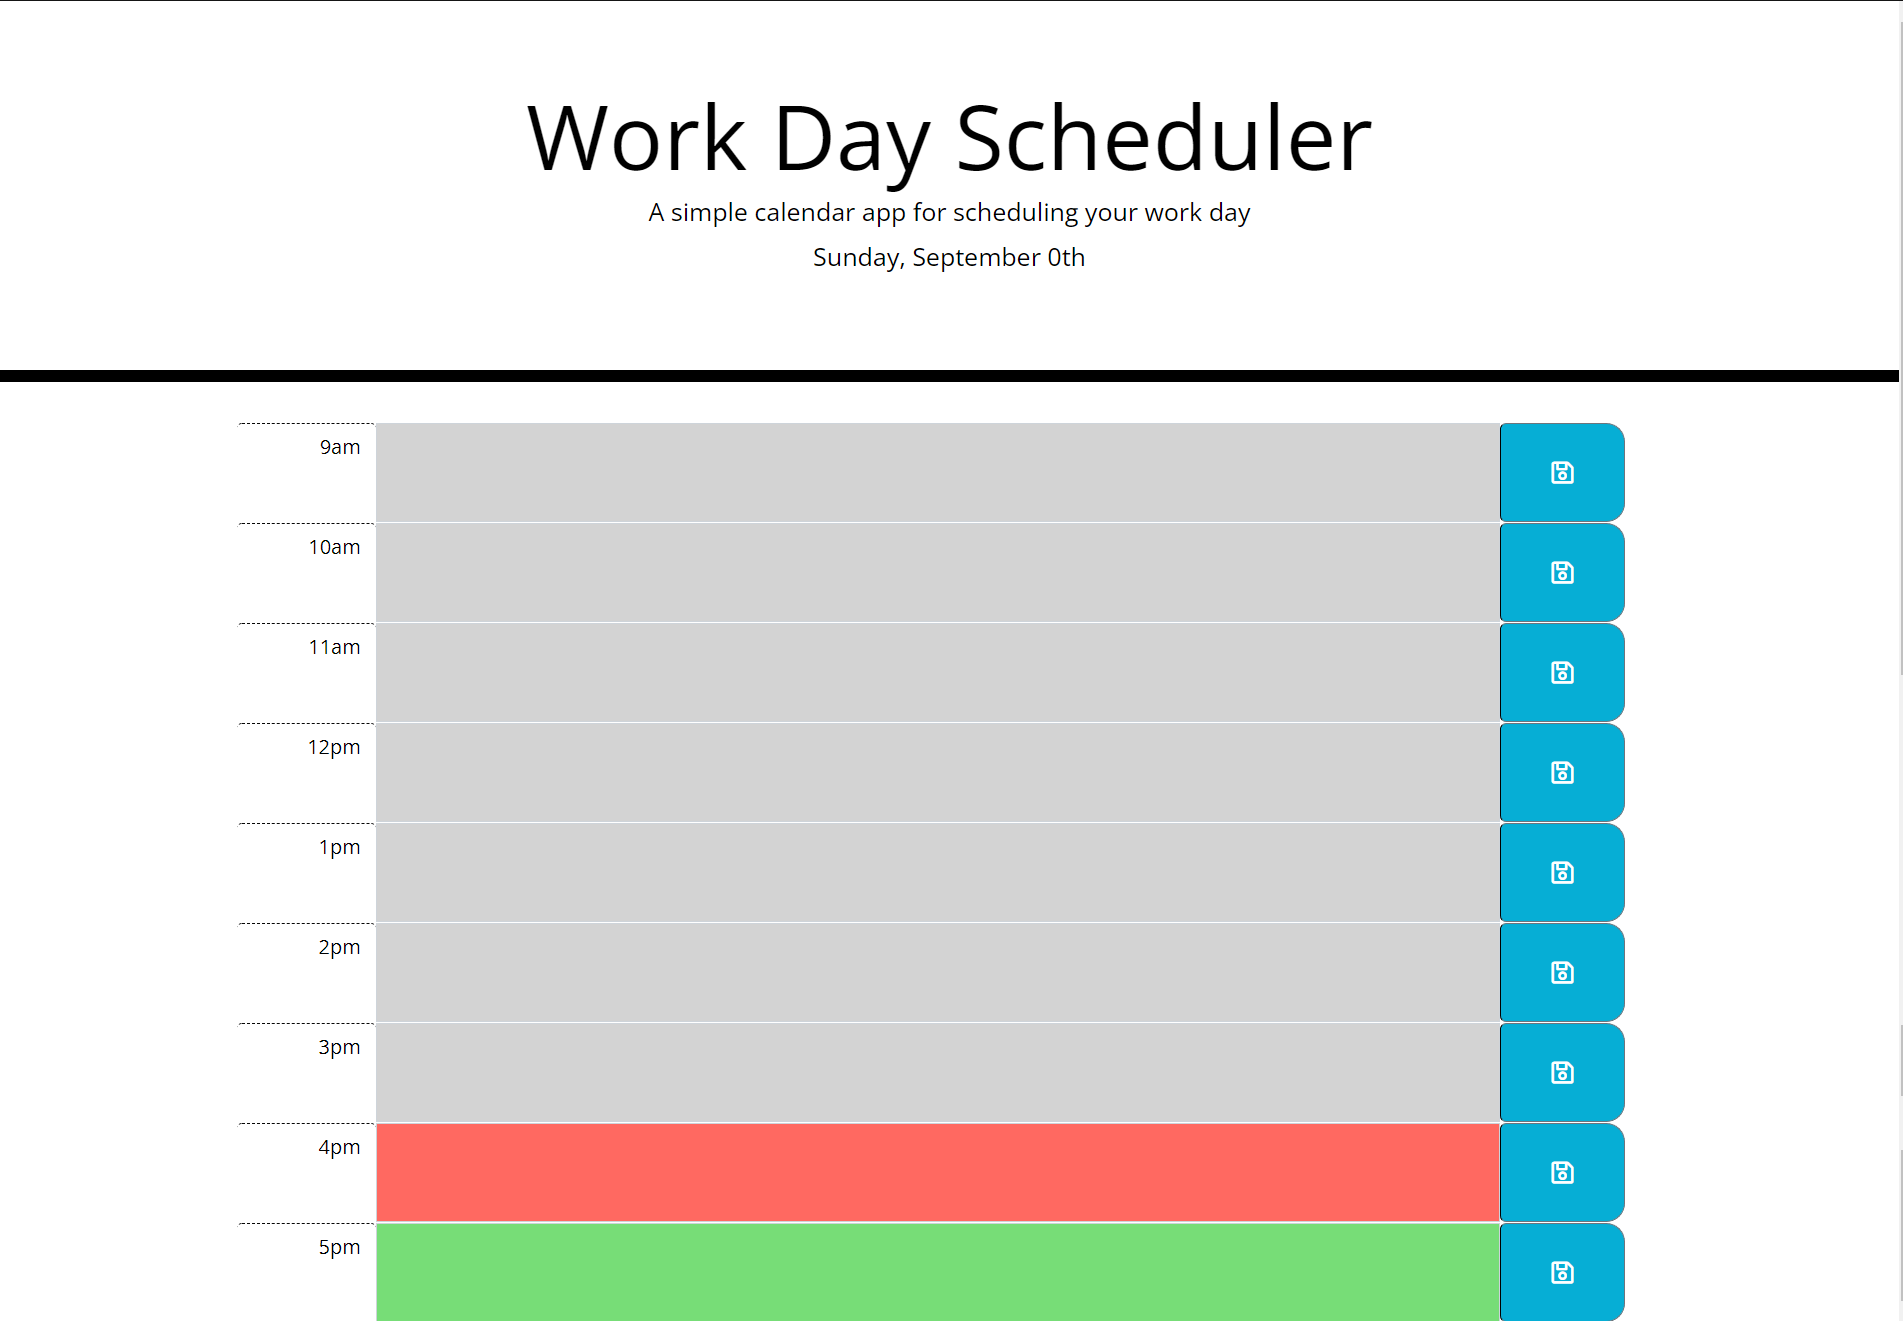 Work Day Scheduler
A simple calendar app for scheduling your work day
Sunday, September 0th
9am
10am
11am
12pm
1pm
2pm
3pm
4pm
5pm